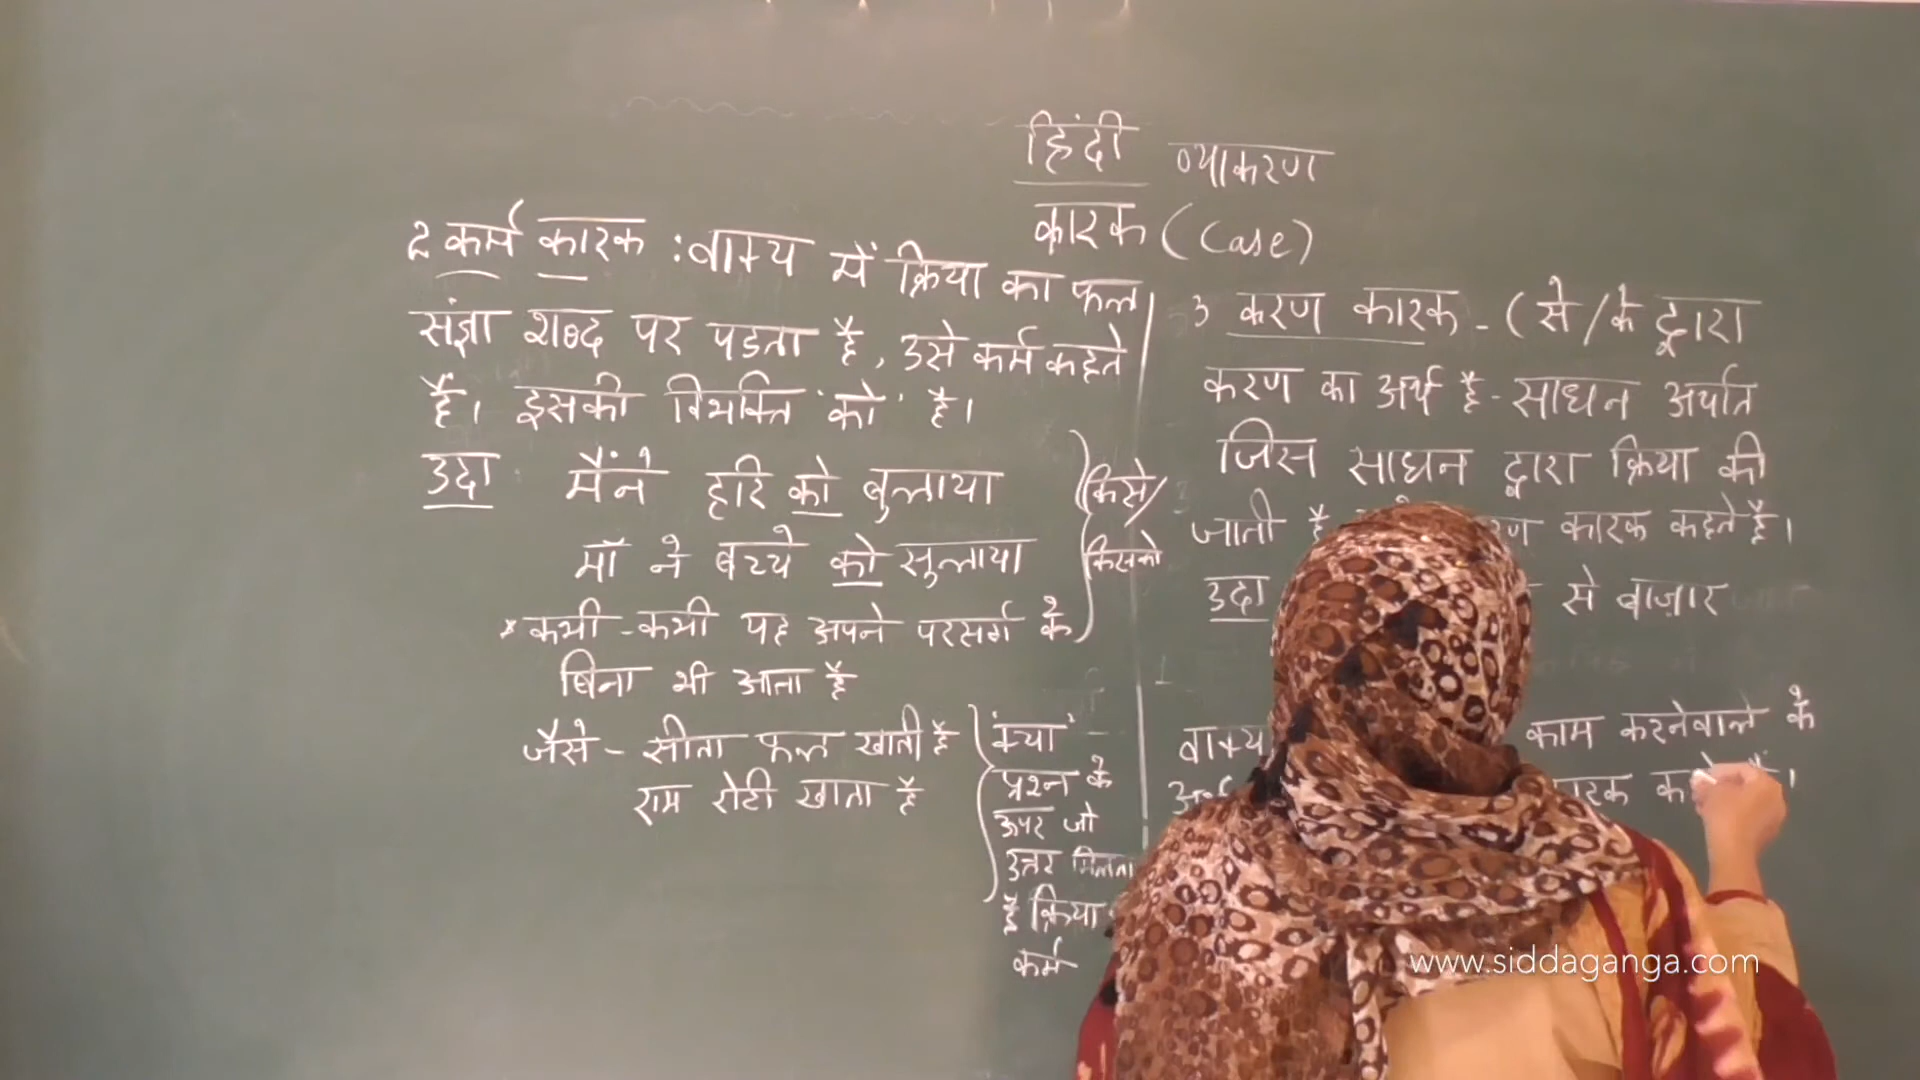 हिंदी व्याकरण
कारक (Case)
2 कर्म कारक : वाक्य में क्रिया का फल
संज्ञा शब्द पर पडता है, उसे कर्म कहते
हैं। इसकी विभक्ति 'को' है।
उदा मैंने हरि को बुलाया
माँ ने बच्चे को सुलाया
किसे/
किसको
* कभी-कभी यह अपने परसर्ग के
बिना भी आता है
जैसे - सीता फल खाती है
राम रोटी खाता है
'क्या'
प्रश्न के
ऊपर जो
उत्तर मिलता
है क्रिया
कर्म
3 करण कारक - (से/के द्वारा
करण का अर्थ है - साधन अर्थात
जिस साधन द्वारा क्रिया की
जाती है कारक कहते हैं।
उदा से बाज़ार
वाक्य काम करनेवाले के
www.siddaganga.com